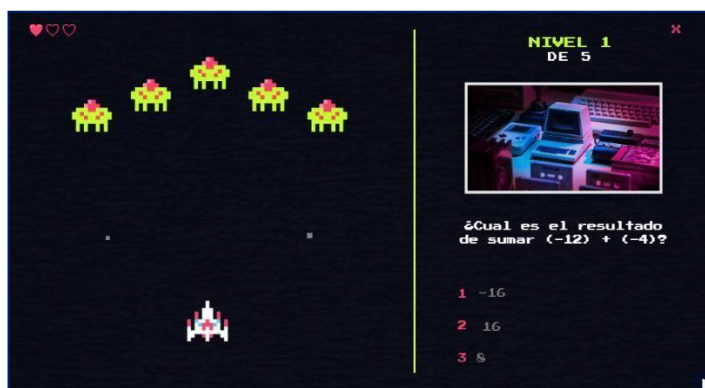 x
NIVEL 1
DE 5
¿Cual es el resultado
de sumar (-12) + (-4)?
1 -16
2 16
3 8